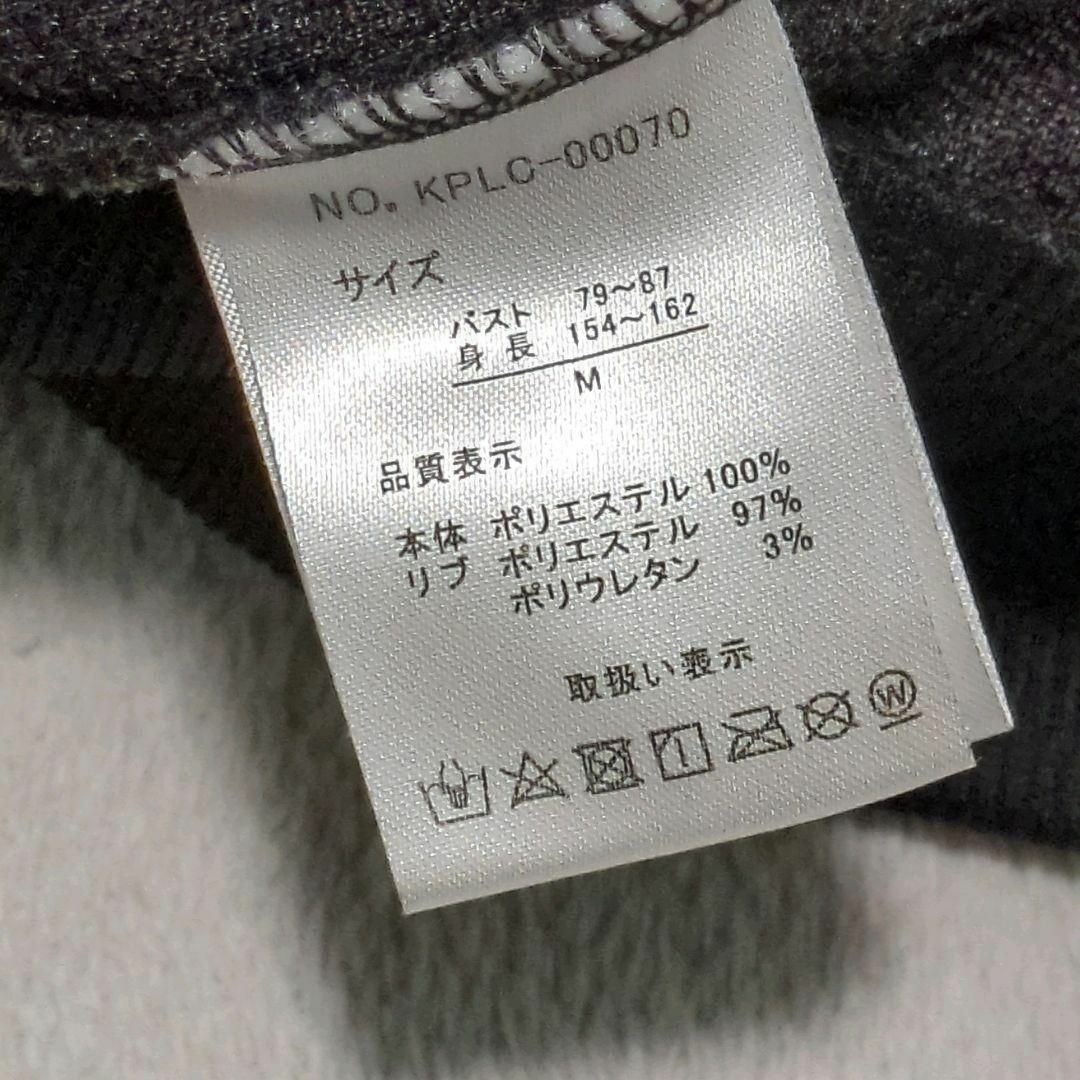 NO. KPLC-00070
サイズ
バスト 79～87
身長 154～162
M
品質表示
本体 ポリエステル 100%
リブ ポリエステル 97%
ポリウレタン 3%
取扱い表示
W